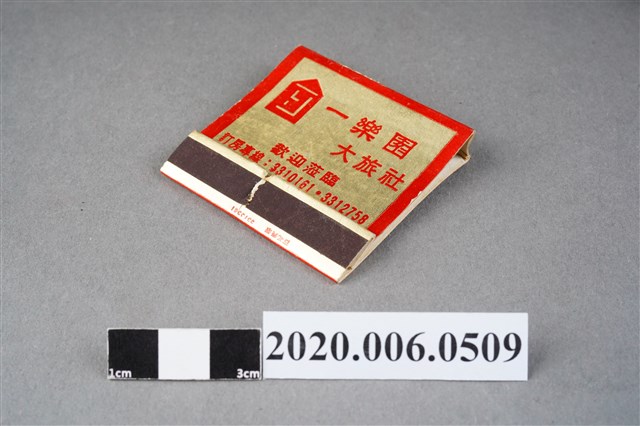 一樂園
大旅社
歡迎蒞臨
訂房專線：3310161•3312758
1cm
3cm
2020.006.0509